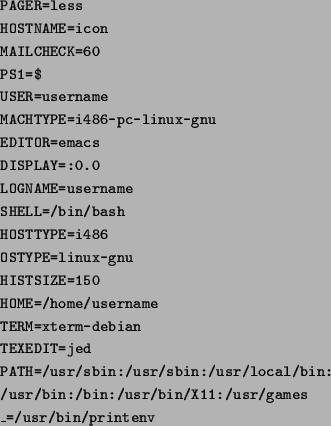 PAGER=less
HOSTNAME=icon
MAILCHECK=60
PS1=$
USER=username
MACHTYPE=i486-pc-linux-gnu
EDITOR=emacs
DISPLAY=:0.0
LOGNAME=username
SHELL=/bin/bash
HOSTTYPE=i486
OSTYPE=linux-gnu
HISTSIZE=150
HOME=/home/username
TERM=xterm-debian
TEXEDIT=jed
PATH=/usr/sbin:/usr/sbin:/usr/local/bin:
/usr/bin:/bin:/usr/bin/X11:/usr/games
_=/usr/bin/printenv